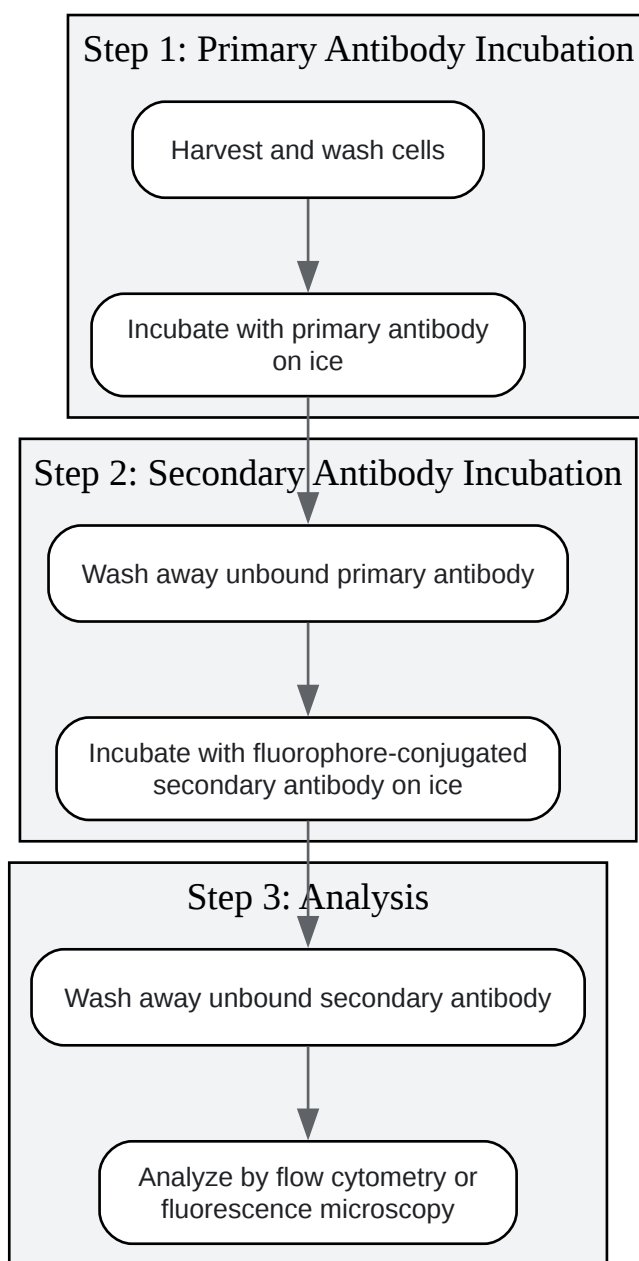 Step 1: Primary Antibody Incubation
Harvest and wash cells
Incubate with primary antibody
on ice
Step 2: Secondary Antibody Incubation
Wash away unbound primary antibody
Incubate with fluorophore-conjugated
secondary antibody on ice
Step 3: Analysis
Wash away unbound secondary antibody
Analyze by flow cytometry or
fluorescence microscopy